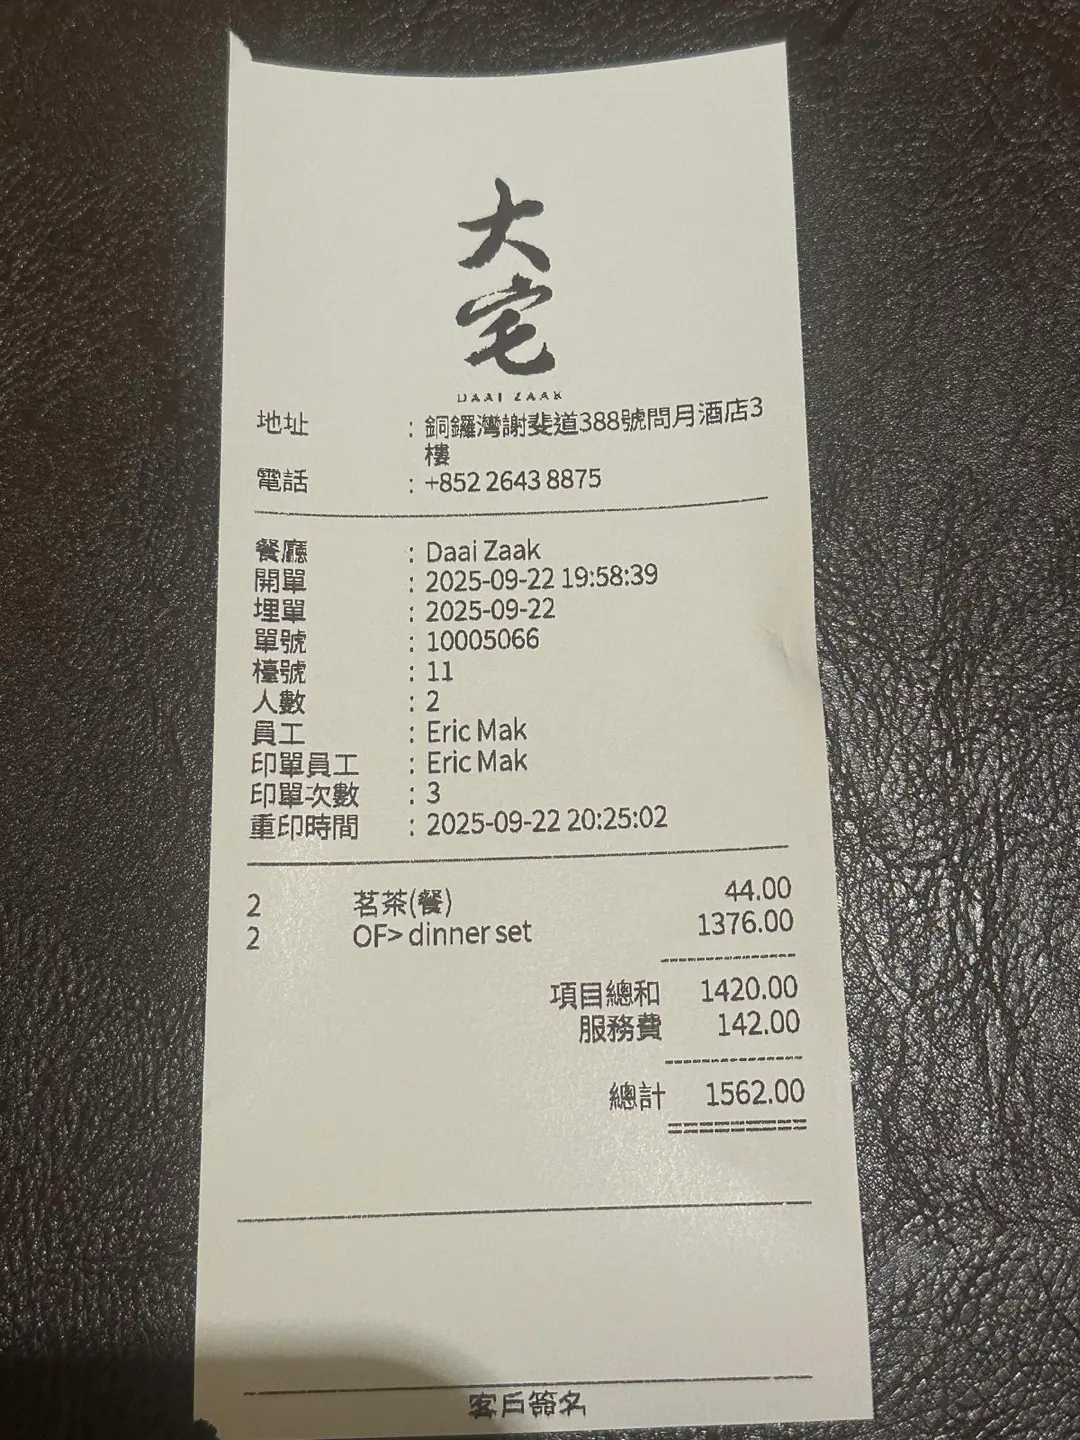 大
宅
DAAI ZAAK
地址 : 銅鑼灣謝斐道388號問月酒店3
樓
電話 : +852 2643 8875
餐廳 : Daai Zaak
開單 : 2025-09-22 19:58:39
埋單 : 2025-09-22
單號 : 10005066
檯號 : 11
人數 : 2
員工 : Eric Mak
印單員工 : Eric Mak
印單次數 : 3
重印時間 : 2025-09-22 20:25:02
2 茗茶(餐) 44.00
2 OF> dinner set 1376.00
項目總和 1420.00
服務費 142.00
總計 1562.00
客戶簽名